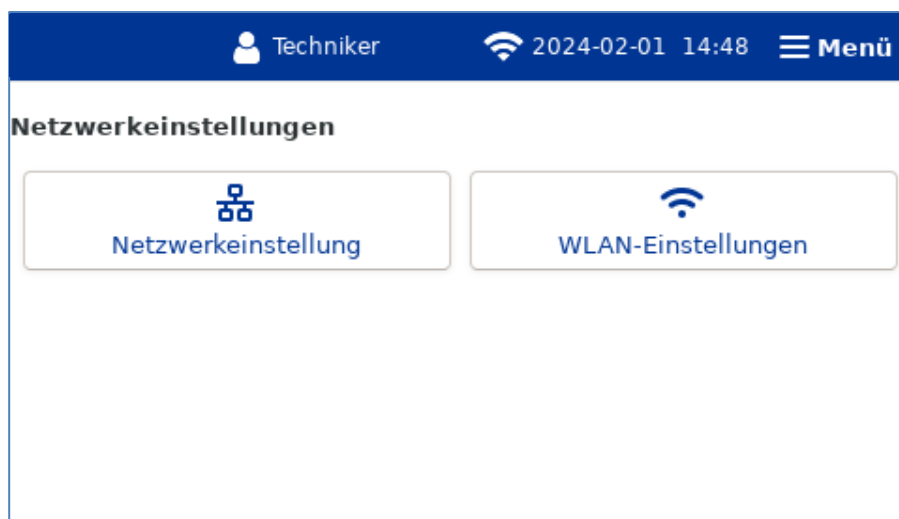 Techniker 2024-02-01 14:48 Menü
Netzwerkeinstellungen
Netzwerkeinstellung WLAN-Einstellungen